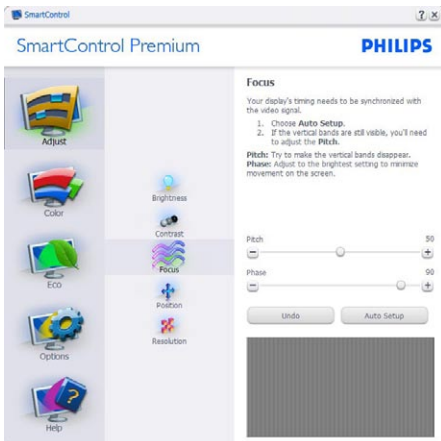 SmartControl
? x
SmartControl Premium
PHILIPS
Adjust
Color
Eco
Options
Help
Brightness
Contrast
Focus
Position
Resolution
Focus
Your display's timing needs to be synchronized with
the video signal.
1. Choose Auto Setup.
2. If the vertical bands are still visible, you'll need
to adjust the Pitch.
Pitch: Try to make the vertical bands disappear.
Phase: Adjust to the brightest setting to minimize
movement on the screen.
Pitch 50
Phase 90
Undo Auto Setup